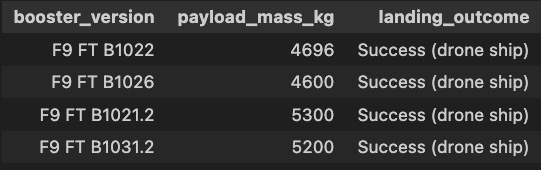 booster_version payload_mass_kg landing_outcome
F9 FT B1022 4696 Success (drone ship)
F9 FT B1026 4600 Success (drone ship)
F9 FT B1021.2 5300 Success (drone ship)
F9 FT B1031.2 5200 Success (drone ship)